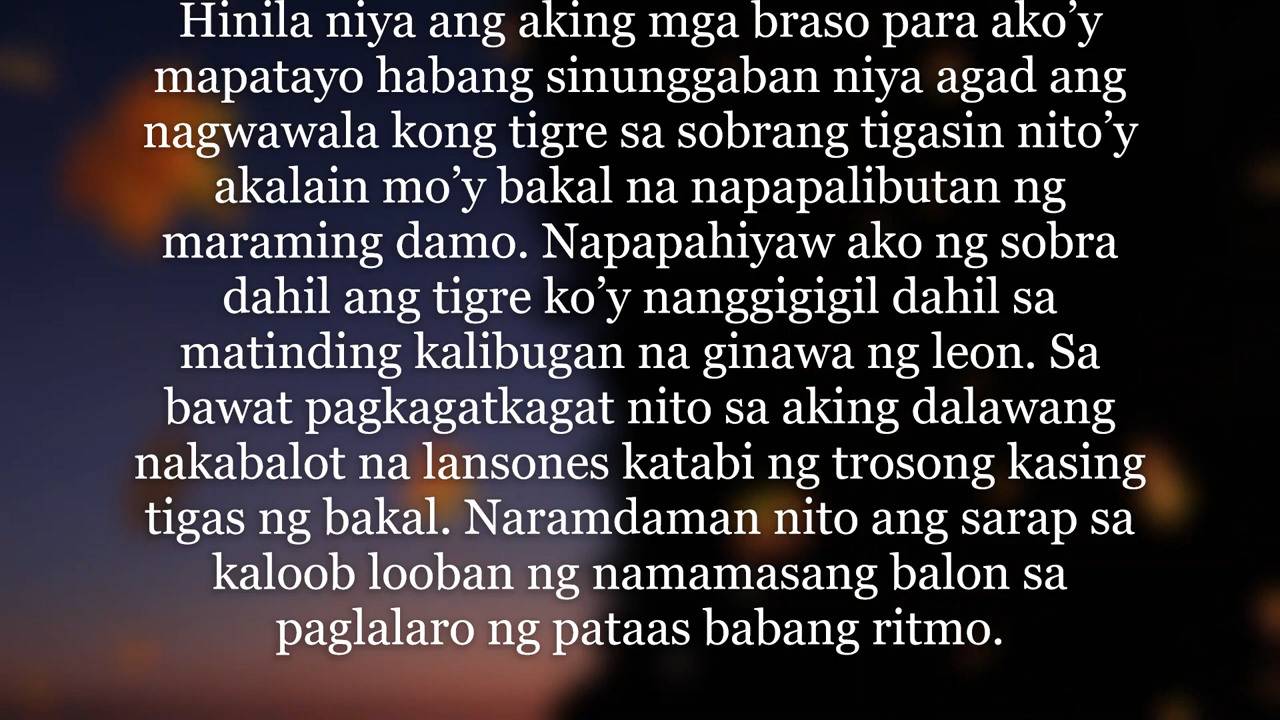 Hinila niya ang aking mga braso para ako’y
mapatayo habang sinunggaban niya agad ang
nagwawala kong tigre sa sobrang tigasin nito’y
akalain mo’y bakal na napapalibutan ng
maraming damo. Napapahiyaw ako ng sobra
dahil ang tigre ko’y nanggigigil dahil sa
matinding kalibugan na ginawa ng leon. Sa
bawat pagkagatkagat nito sa aking dalawang
nakabalot na lansones katabi ng trosong kasing
tigas ng bakal. Naramdaman nito ang sarap sa
kaloob looban ng namamasang balon sa
paglalaro ng pataas babang ritmo.